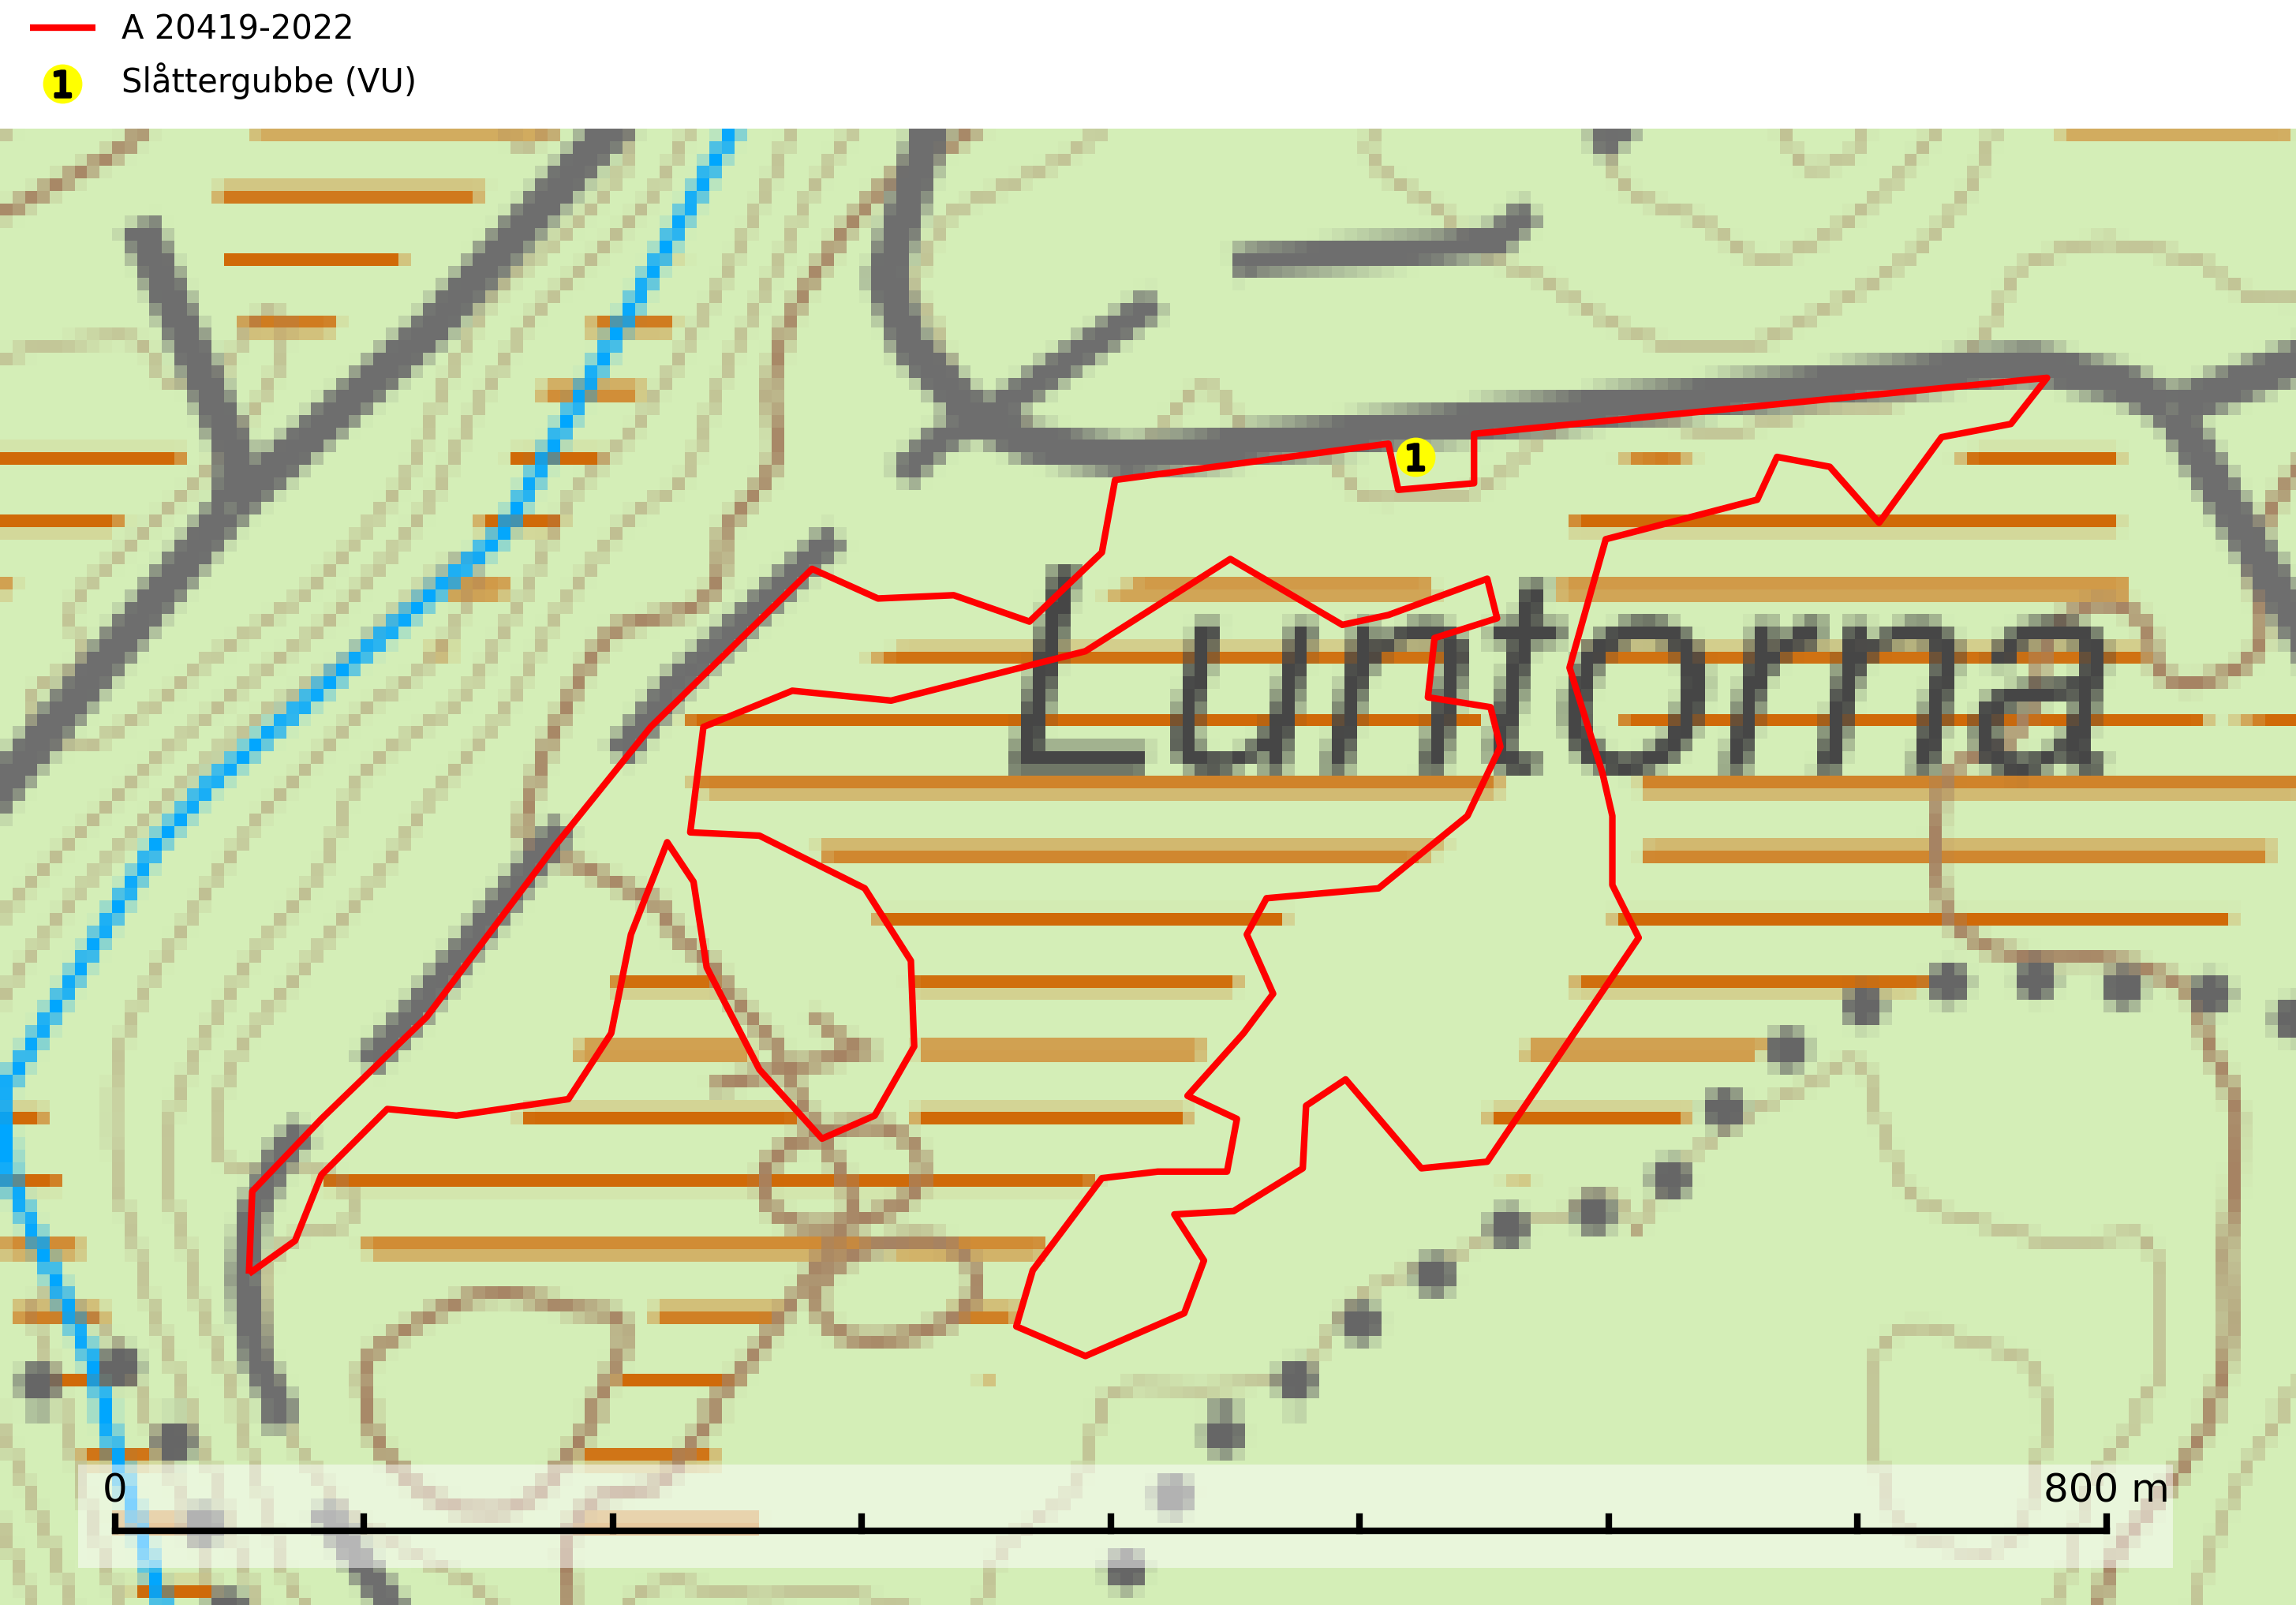 A 20419-2022
1 Slåttergubbe (VU)
1
Luntorna
0 800 m